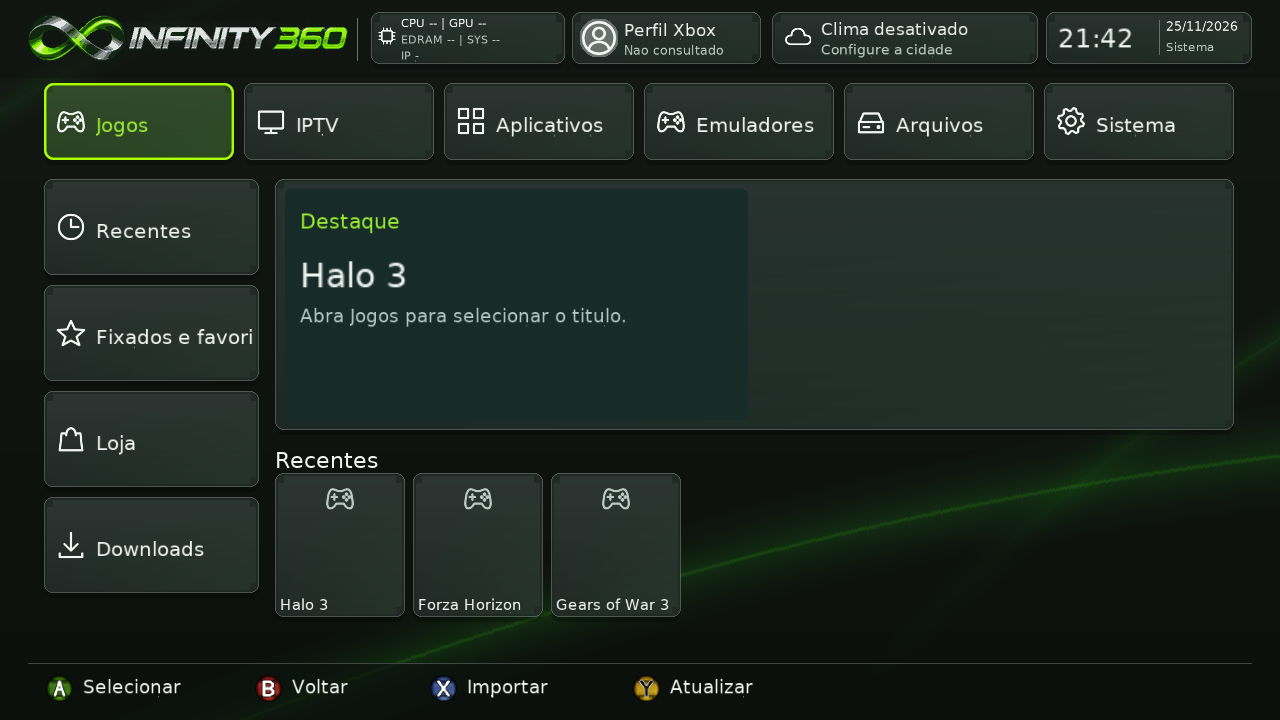 INFINITY 360
CPU -- | GPU --
EDRAM -- | SYS --
IP -
Perfil Xbox
Nao consultado
Clima desativado
Configure a cidade
21:42
25/11/2026
Sistema
Jogos
IPTV
Aplicativos
Emuladores
Arquivos
Sistema
Recentes
Fixados e favori
Loja
Downloads
Destaque
Halo 3
Abra Jogos para selecionar o titulo.
Recentes
Halo 3
Forza Horizon
Gears of War 3
A Selecionar
B Voltar
X Importar
Y Atualizar